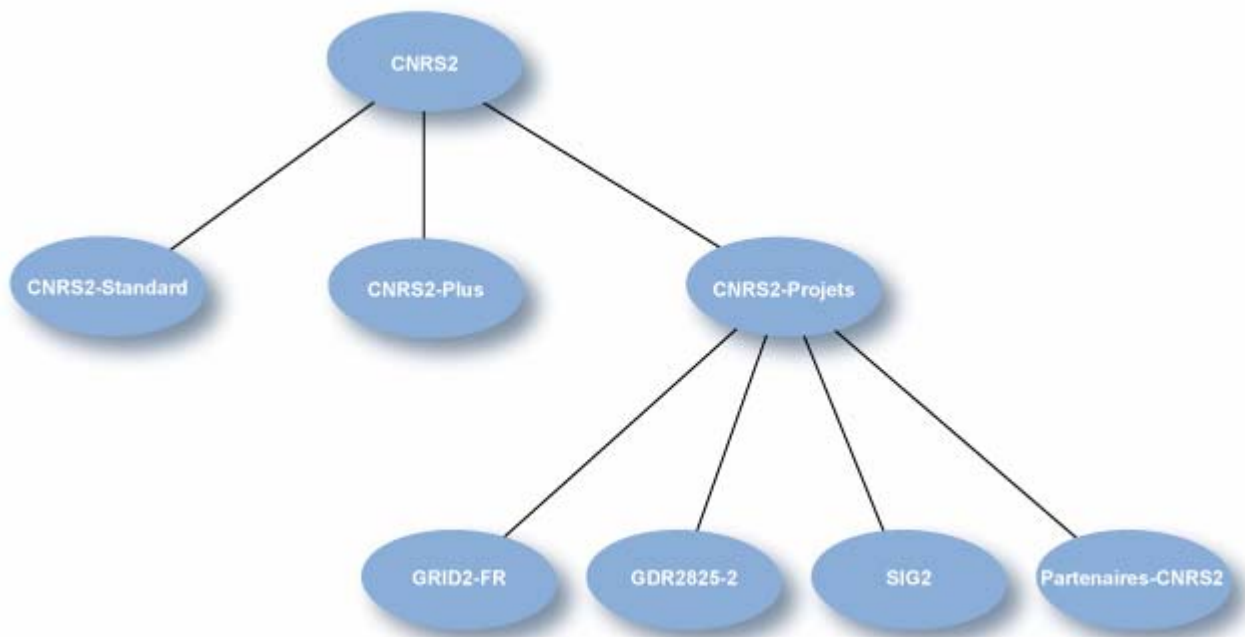 CNRS2
CNRS2-Standard
CNRS2-Plus
CNRS2-Projets
GRID2-FR
GDR2825-2
SIG2
Partenaires-CNRS2